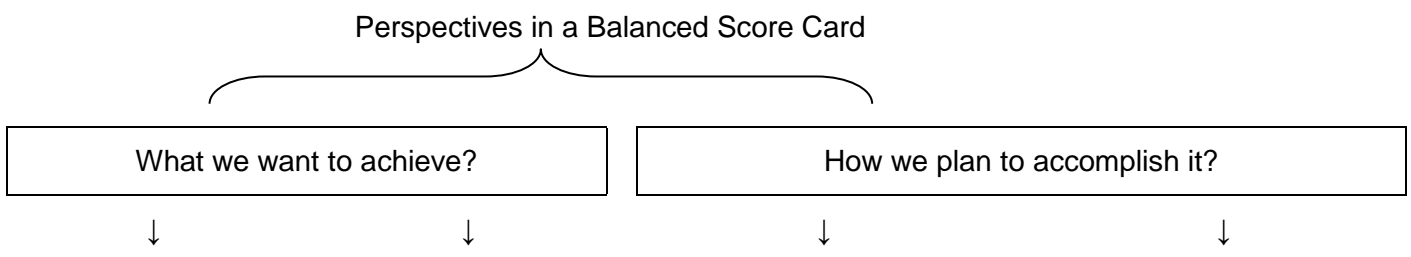 Perspectives in a Balanced Score Card
What we want to achieve?
How we plan to accomplish it?
↓ ↓ ↓ ↓